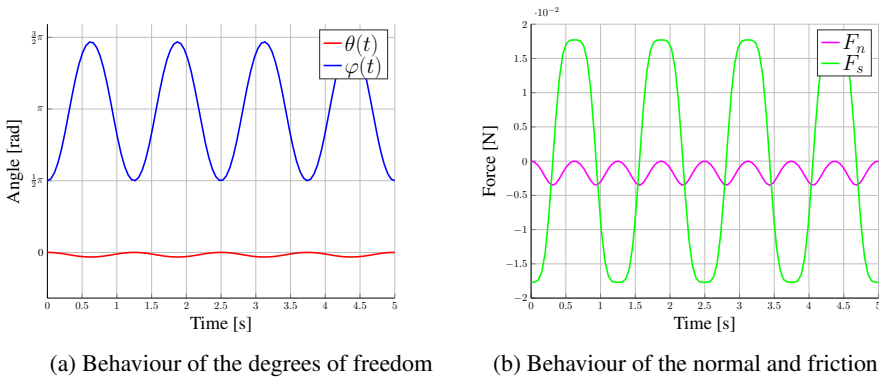 θ(t)
φ(t)
3/2 π
π
1/2 π
0
Angle [rad]
0 0.5 1 1.5 2 2.5 3 3.5 4 4.5 5
Time [s]
(a) Behaviour of the degrees of freedom
·10⁻²
F_n
F_s
2
1.5
1
0.5
0
−0.5
−1
−1.5
−2
Force [N]
0 0.5 1 1.5 2 2.5 3 3.5 4 4.5 5
Time [s]
(b) Behaviour of the normal and friction